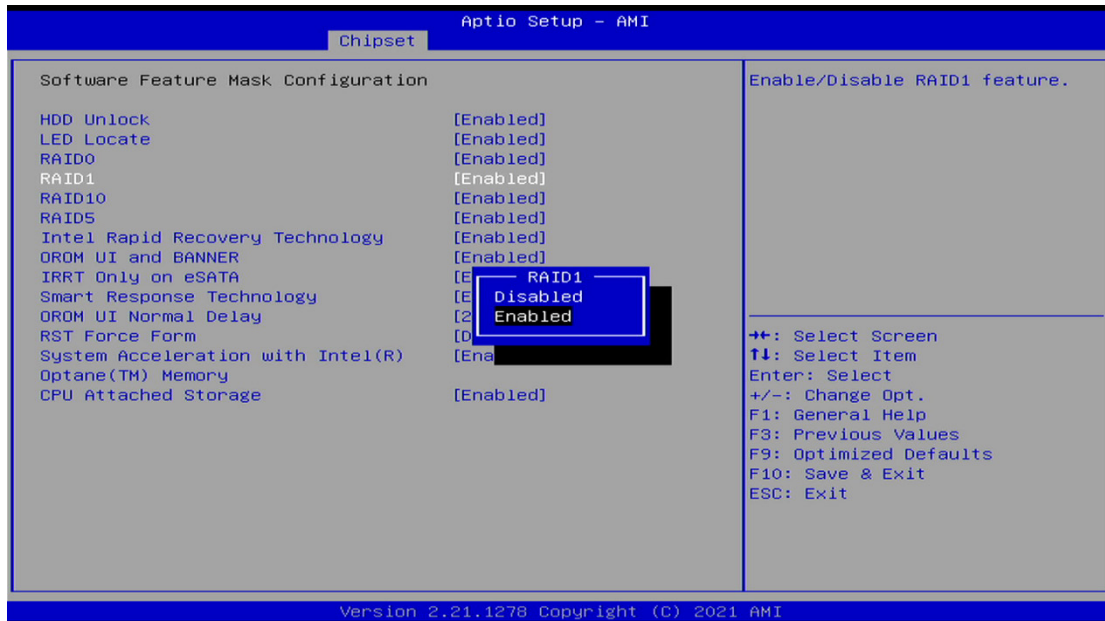 Aptio Setup - AMI
Chipset
Software Feature Mask Configuration
HDD Unlock [Enabled]
LED Locate [Enabled]
RAID0 [Enabled]
RAID1 [Enabled]
RAID10 [Enabled]
RAID5 [Enabled]
Intel Rapid Recovery Technology [Enabled]
OROM UI and BANNER [Enabled]
IRRT Only on eSATA [E
Smart Response Technology [E
OROM UI Normal Delay [2
RST Force Form [D
System Acceleration with Intel(R) [Ena
Optane(TM) Memory
CPU Attached Storage [Enabled]
RAID1
Disabled
Enabled
Enable/Disable RAID1 feature.
→←: Select Screen
↑↓: Select Item
Enter: Select
+/-: Change Opt.
F1: General Help
F3: Previous Values
F9: Optimized Defaults
F10: Save & Exit
ESC: Exit
Version 2.21.1278 Copyright (C) 2021 AMI